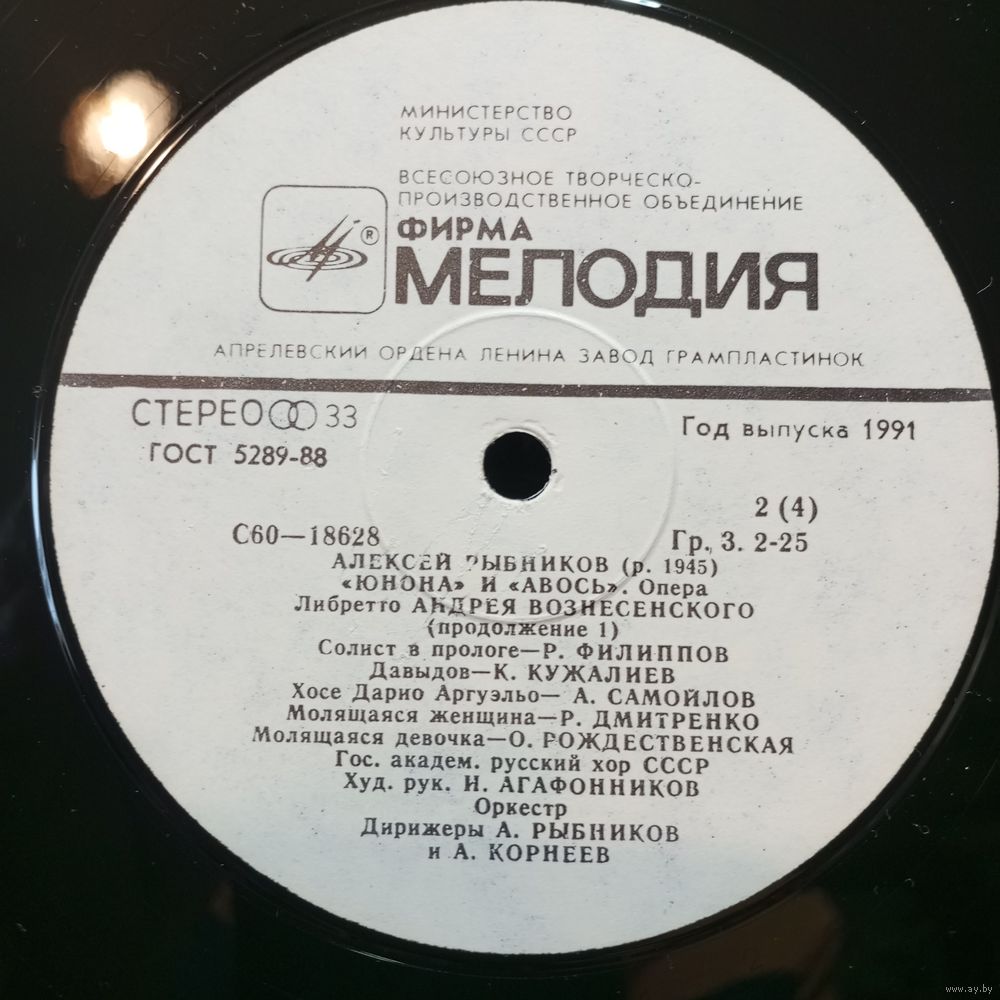 МИНИСТЕРСТВО
КУЛЬТУРЫ СССР
ВСЕСОЮЗНОЕ ТВОРЧЕСКО-
ПРОИЗВОДСТВЕННОЕ ОБЪЕДИНЕНИЕ
®
ФИРМА
МЕЛОДИЯ
АПРЕЛЕВСКИЙ ОРДЕНА ЛЕНИНА ЗАВОД ГРАМПЛАСТИНОК
СТЕРЕО 33
Год выпуска 1991
ГОСТ 5289-88
2 (4)
С60—18628
Гр. 3. 2-25
АЛЕКСЕЙ РЫБНИКОВ (р. 1945)
«ЮНОНА» И «АВОСЬ». Опера
Либретто АНДРЕЯ ВОЗНЕСЕНСКОГО
(продолжение 1)
Солист в прологе—Р. ФИЛИППОВ
Давыдов—К. КУЖАЛИЕВ
Хосе Дарио Аргуэльо— А. САМОЙЛОВ
Молящаяся женщина—Р. ДМИТРЕНКО
Молящаяся девочка—О. РОЖДЕСТВЕНСКАЯ
Гос. академ. русский хор СССР
Худ. рук. И. АГАФОННИКОВ
Оркестр
Дирижеры А. РЫБНИКОВ
и А. КОРНЕЕВ
www.ay.by